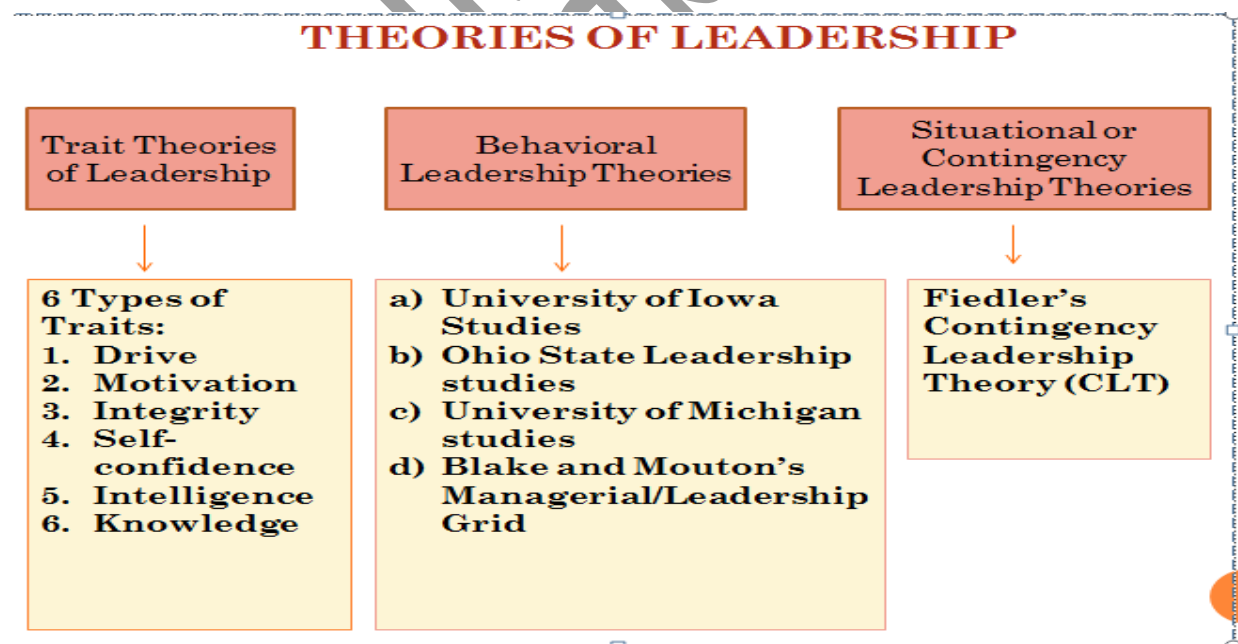 THEORIES OF LEADERSHIP
Trait Theories
of Leadership
Behavioral
Leadership Theories
Situational or
Contingency
Leadership Theories
6 Types of
Traits:
1. Drive
2. Motivation
3. Integrity
4. Self-
confidence
5. Intelligence
6. Knowledge
a) University of Iowa
Studies
b) Ohio State Leadership
studies
c) University of Michigan
studies
d) Blake and Mouton's
Managerial/Leadership
Grid
Fiedler's
Contingency
Leadership
Theory (CLT)